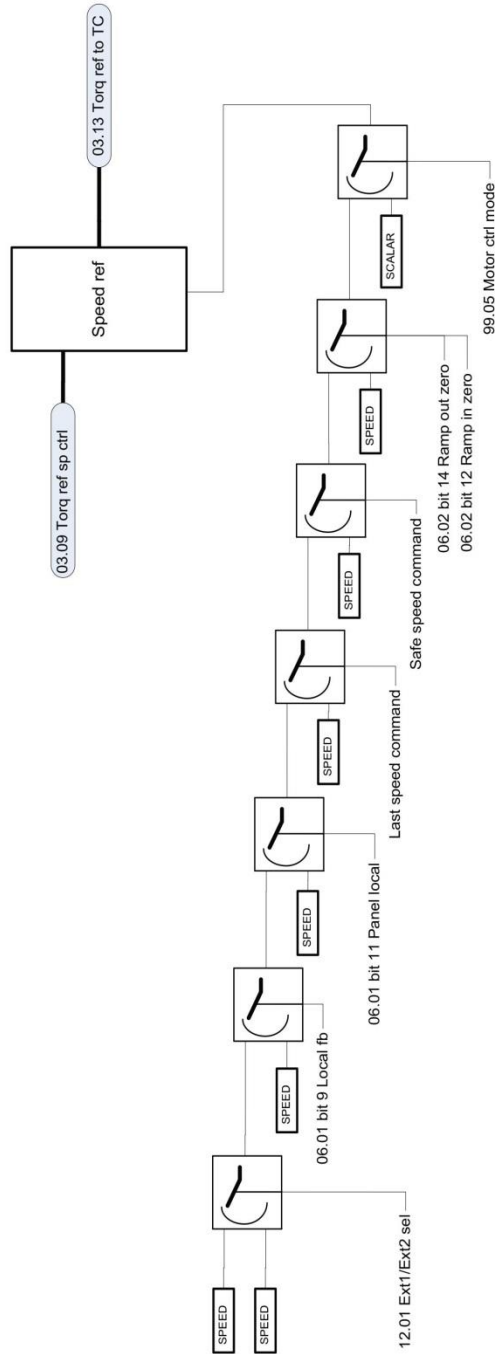 03.09 Torq ref sp ctrl
Speed ref
03.13 Torq ref to TC
SPEED
SPEED
12.01 Ext1/Ext2 sel
SPEED
06.01 bit 9 Local fb
SPEED
06.01 bit 11 Panel local
SPEED
Last speed command
SPEED
Safe speed command
SPEED
06.02 bit 14 Ramp out zero
06.02 bit 12 Ramp in zero
SCALAR
99.05 Motor ctrl mode